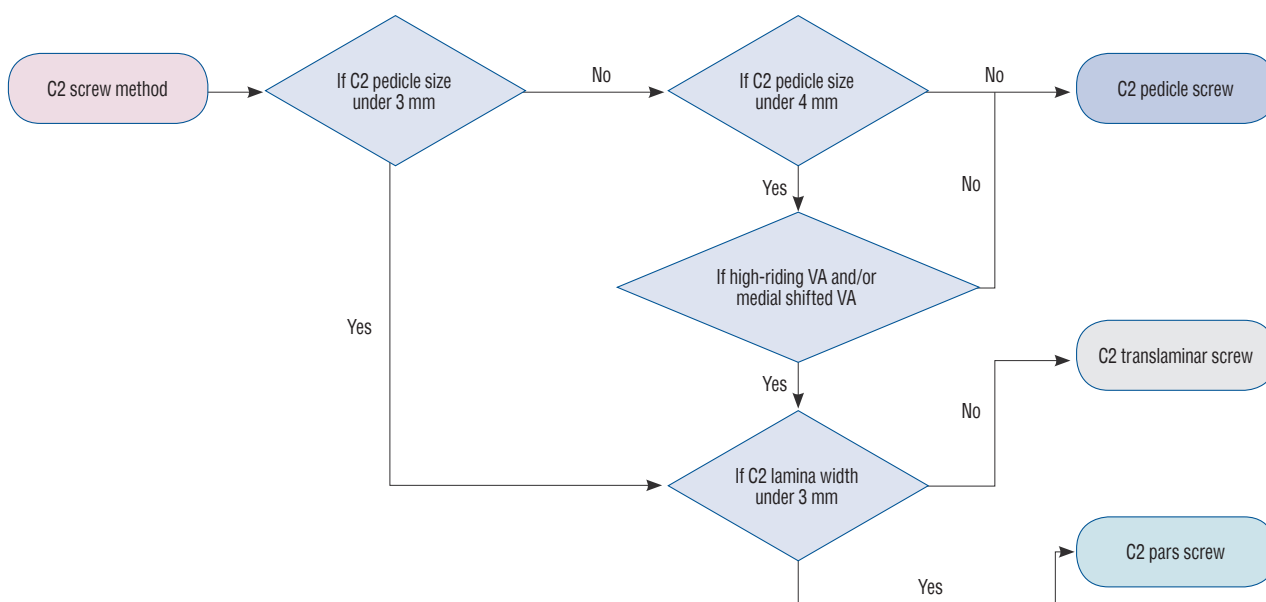 C2 screw method
If C2 pedicle size
under 3 mm
No
If C2 pedicle size
under 4 mm
No
C2 pedicle screw
Yes
No
If high-riding VA and/or
medial shifted VA
Yes
Yes
C2 translaminar screw
No
If C2 lamina width
under 3 mm
C2 pars screw
Yes